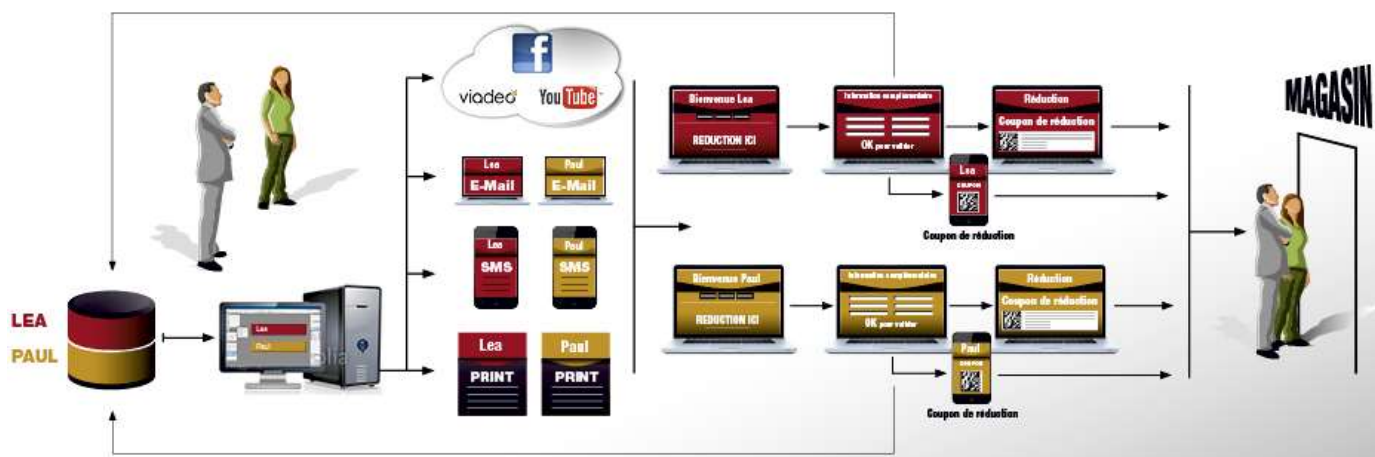 LEA
PAUL
Lea
Paul
f
viadeo
YouTube
Lea
E-Mail
Paul
E-Mail
Lea
SMS
Paul
SMS
Lea
PRINT
Paul
PRINT
Bienvenue Lea
REDUCTION ICI
Information complémentaire
OK pour valider
Réduction
Coupon de réduction
Lea
COUPON
Coupon de réduction
Bienvenue Paul
REDUCTION ICI
Information complémentaire
OK pour valider
Réduction
Coupon de réduction
Paul
COUPON
Coupon de réduction
MAGASIN